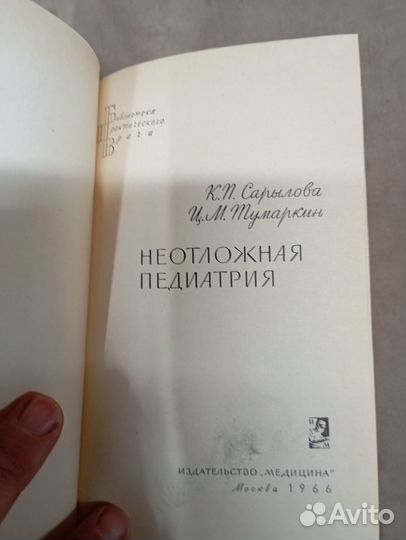 Библиотека
Практического
Врача
К.П. Сарылова
Ц.М. Тумаркин
НЕОТЛОЖНАЯ
ПЕДИАТРИЯ
И М
ИЗДАТЕЛЬСТВО „МЕДИЦИНА"
Москва 1966
Avito